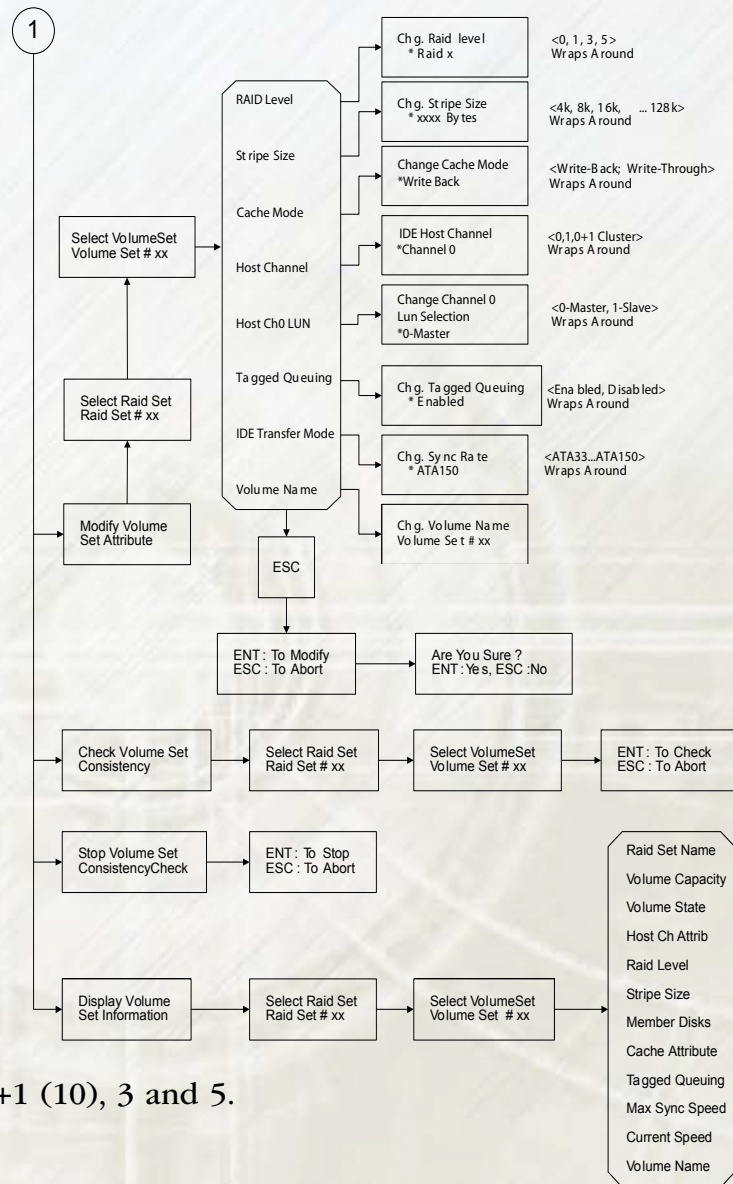 1
Chg. Raid level
* Raid x
<0, 1, 3, 5>
Wraps Around
RAID Level
Chg. Stripe Size
* xxxx Bytes
<4k, 8k, 16k, ... 128k>
Wraps Around
Stripe Size
Change Cache Mode
*Write Back
<Write-Back; Write-Through>
Wraps Around
Cache Mode
Select VolumeSet
Volume Set # xx
IDE Host Channel
*Channel 0
<0,1,0+1 Cluster>
Wraps Around
Host Channel
Change Channel 0
Lun Selection
*0-Master
<0-Master, 1-Slave>
Wraps Around
Host Ch0 LUN
Select Raid Set
Raid Set # xx
Tagged Queuing
Chg. Tagged Queuing
* Enabled
<Enabled, Disabled>
Wraps Around
IDE Transfer Mode
Chg. Sync Rate
* ATA150
<ATA33...ATA150>
Wraps Around
Volume Name
Chg. Volume Name
Volume Set # xx
Modify Volume
Set Attribute
ESC
ENT : To Modify
ESC : To Abort
Are You Sure ?
ENT :Yes, ESC :No
Check Volume Set
Consistency
Select Raid Set
Raid Set # xx
Select VolumeSet
Volume Set # xx
ENT : To Check
ESC : To Abort
Stop Volume Set
ConsistencyCheck
ENT : To Stop
ESC : To Abort
Display Volume
Set Information
Select Raid Set
Raid Set # xx
Select VolumeSet
Volume Set # xx
Raid Set Name
Volume Capacity
Volume State
Host Ch Attrib
Raid Level
Stripe Size
Member Disks
Cache Attribute
Tagged Queuing
Max Sync Speed
Current Speed
Volume Name
+1 (10), 3 and 5.